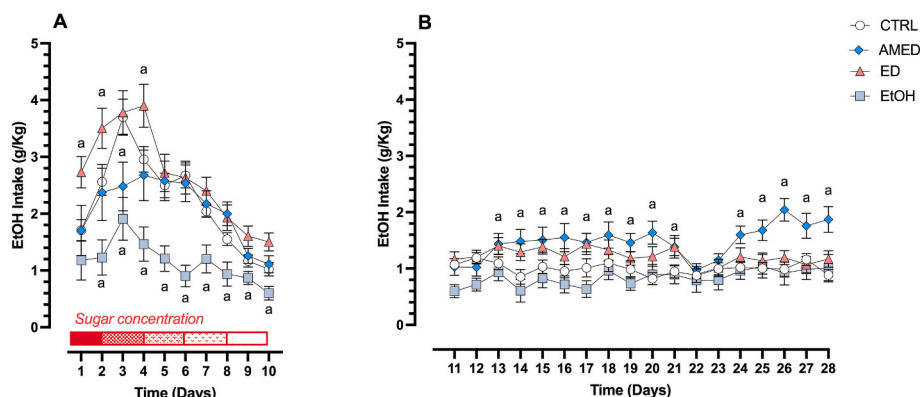 A
EtOH Intake (g/Kg)
5
4
3
2
1
0
a
a
a
a
a
a
a
a
a
a
a
a
a
Sugar concentration
1 2 3 4 5 6 7 8 9 10
Time (Days)
B
EtOH Intake (g/Kg)
5
4
3
2
1
0
a a a a a a a a a a a a a a
11 12 13 14 15 16 17 18 19 20 21 22 23 24 25 26 27 28
Time (Days)
CTRL
AMED
ED
EtOH